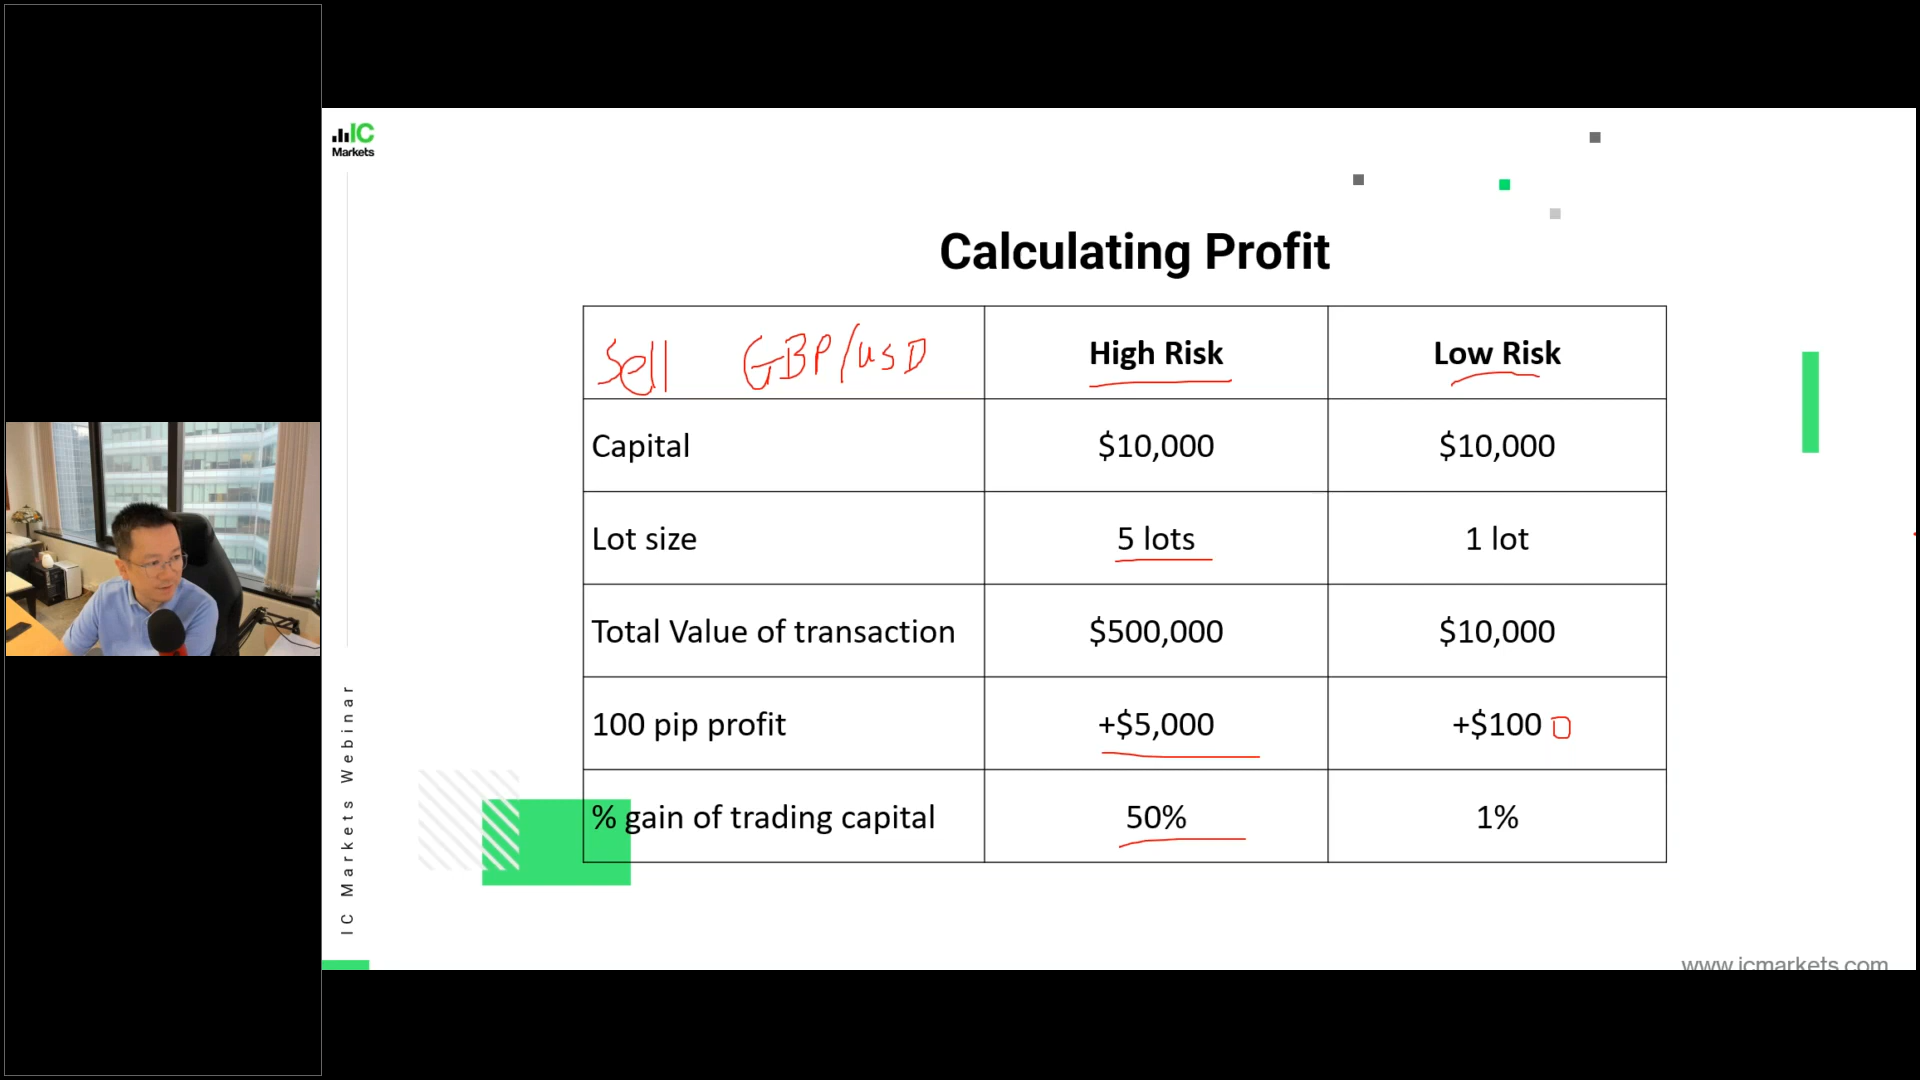 IC
Markets
Calculating Profit
Sell GBP/USD High Risk Low Risk
Capital $10,000 $10,000
Lot size 5 lots 1 lot
Total Value of transaction $500,000 $10,000
100 pip profit +$5,000 +$1000
% gain of trading capital 50% 1%
IC Markets Webinar
www.icmarkets.com